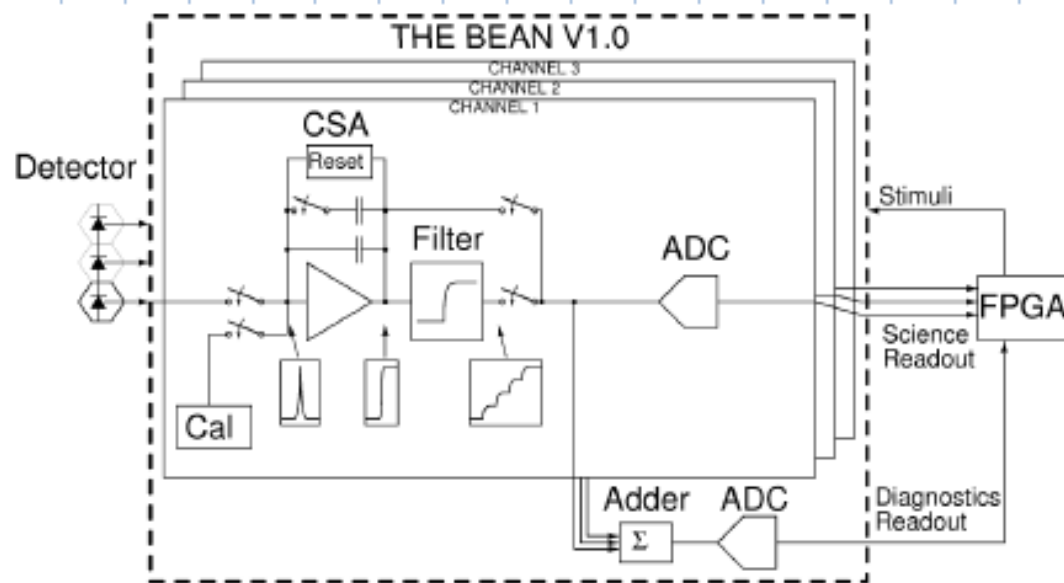 THE BEAN V1.0
CHANNEL 3
CHANNEL 2
CHANNEL 1
CSA
Reset
Detector
Stimuli
Filter
ADC
FPGA
Science
Readout
Cal
Adder
ADC
Diagnostics
Readout
Σ